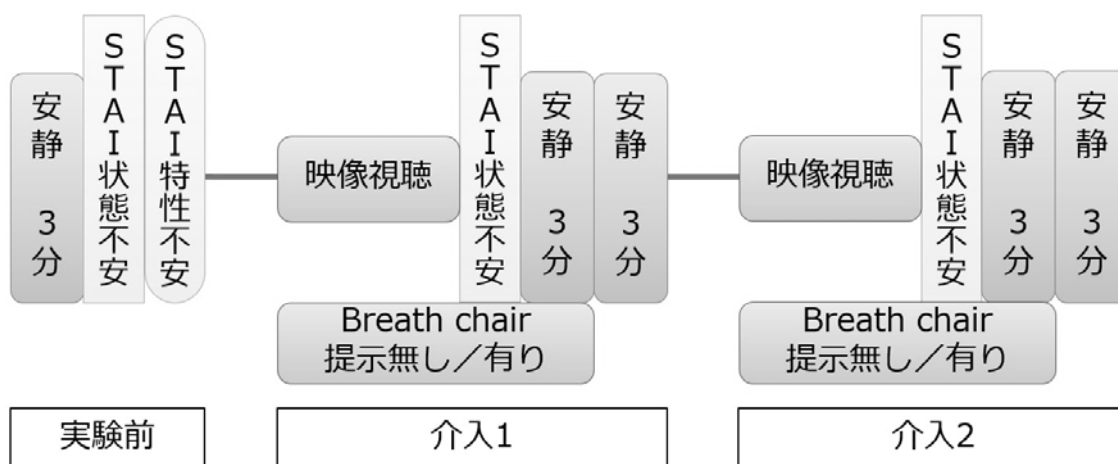 安静 3分
STAI状態不安
STAI特性不安
映像視聴
STAI状態不安
安静 3分
安静 3分
Breath chair
提示無し／有り
映像視聴
STAI状態不安
安静 3分
安静 3分
Breath chair
提示無し／有り
実験前
介入1
介入2